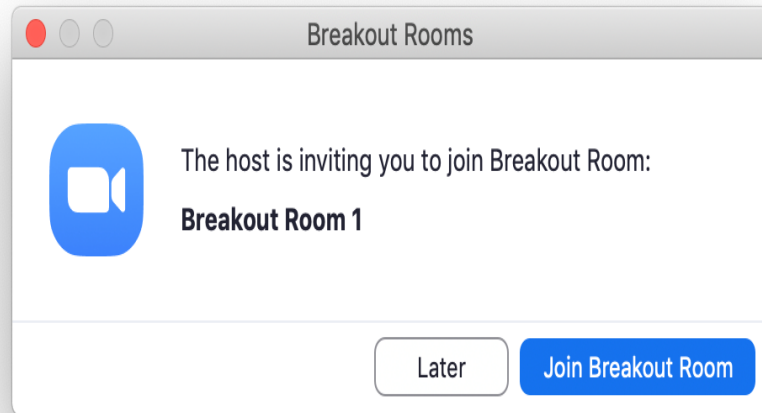 Breakout Rooms
The host is inviting you to join Breakout Room:
Breakout Room 1
Later
Join Breakout Room